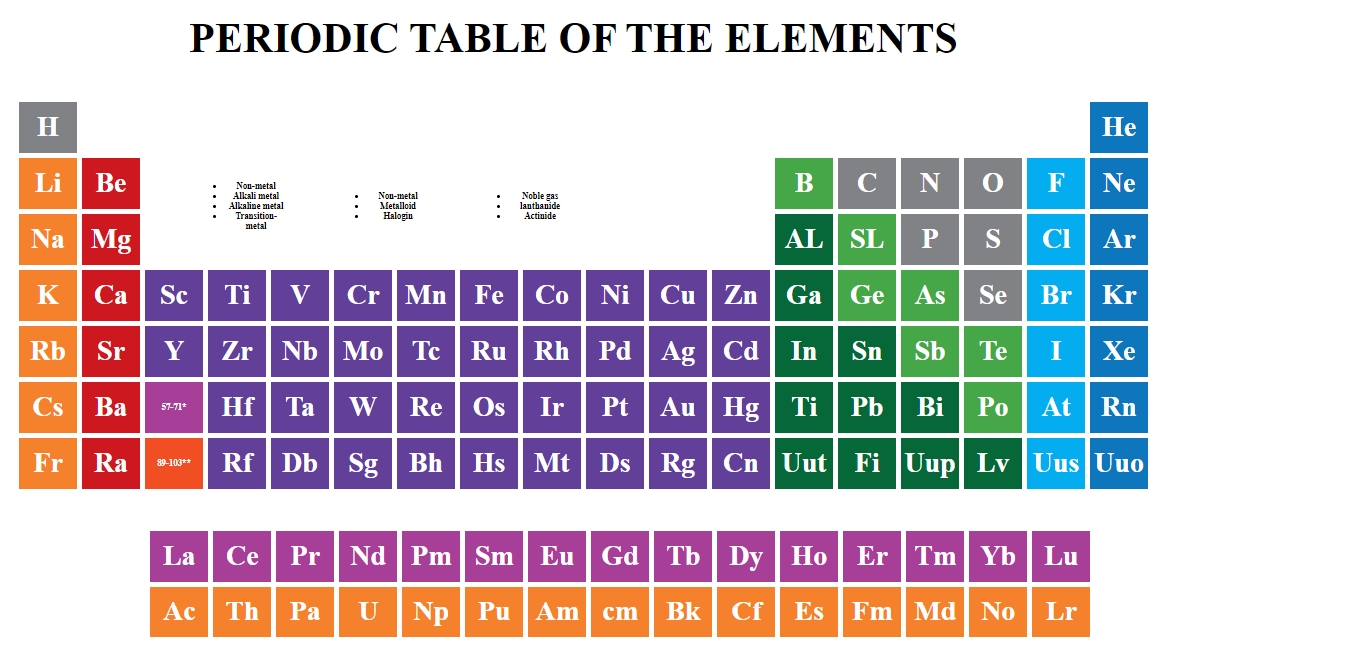 PERIODIC TABLE OF THE ELEMENTS
H He
Li Be B C N O F Ne
Non-metal
Alkali metal
Alkaline metal
Transition-
metal
Non-metal
Metalloid
Halogin
Noble gas
lanthanide
Actinide
Na Mg AL SL P S Cl Ar
K Ca Sc Ti V Cr Mn Fe Co Ni Cu Zn Ga Ge As Se Br Kr
Rb Sr Y Zr Nb Mo Tc Ru Rh Pd Ag Cd In Sn Sb Te I Xe
Cs Ba 57-71* Hf Ta W Re Os Ir Pt Au Hg Ti Pb Bi Po At Rn
Fr Ra 89-103** Rf Db Sg Bh Hs Mt Ds Rg Cn Uut Fi Uup Lv Uus Uuo
La Ce Pr Nd Pm Sm Eu Gd Tb Dy Ho Er Tm Yb Lu
Ac Th Pa U Np Pu Am cm Bk Cf Es Fm Md No Lr